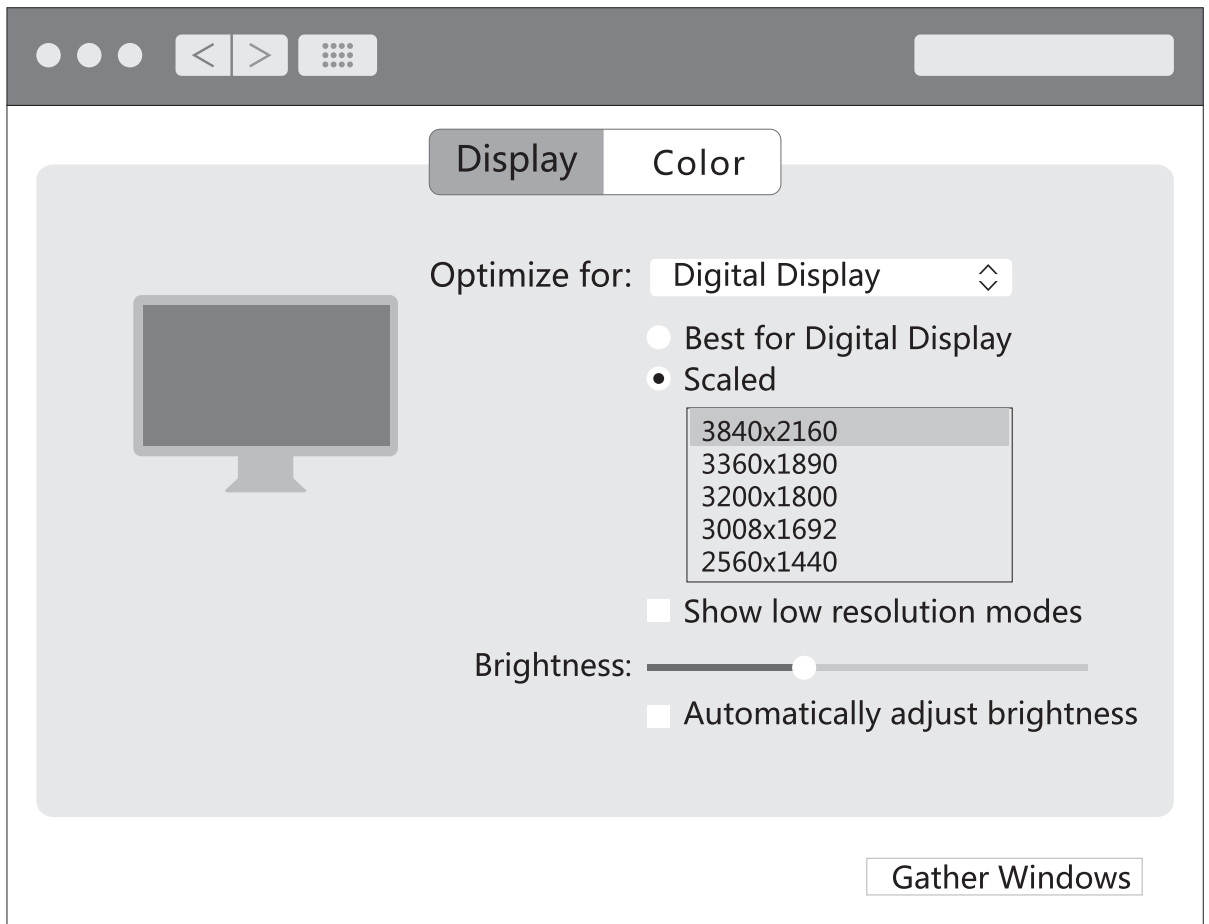 Display
Color
Optimize for:
Digital Display
Best for Digital Display
Scaled
3840x2160
3360x1890
3200x1800
3008x1692
2560x1440
Show low resolution modes
Brightness:
Automatically adjust brightness
Gather Windows